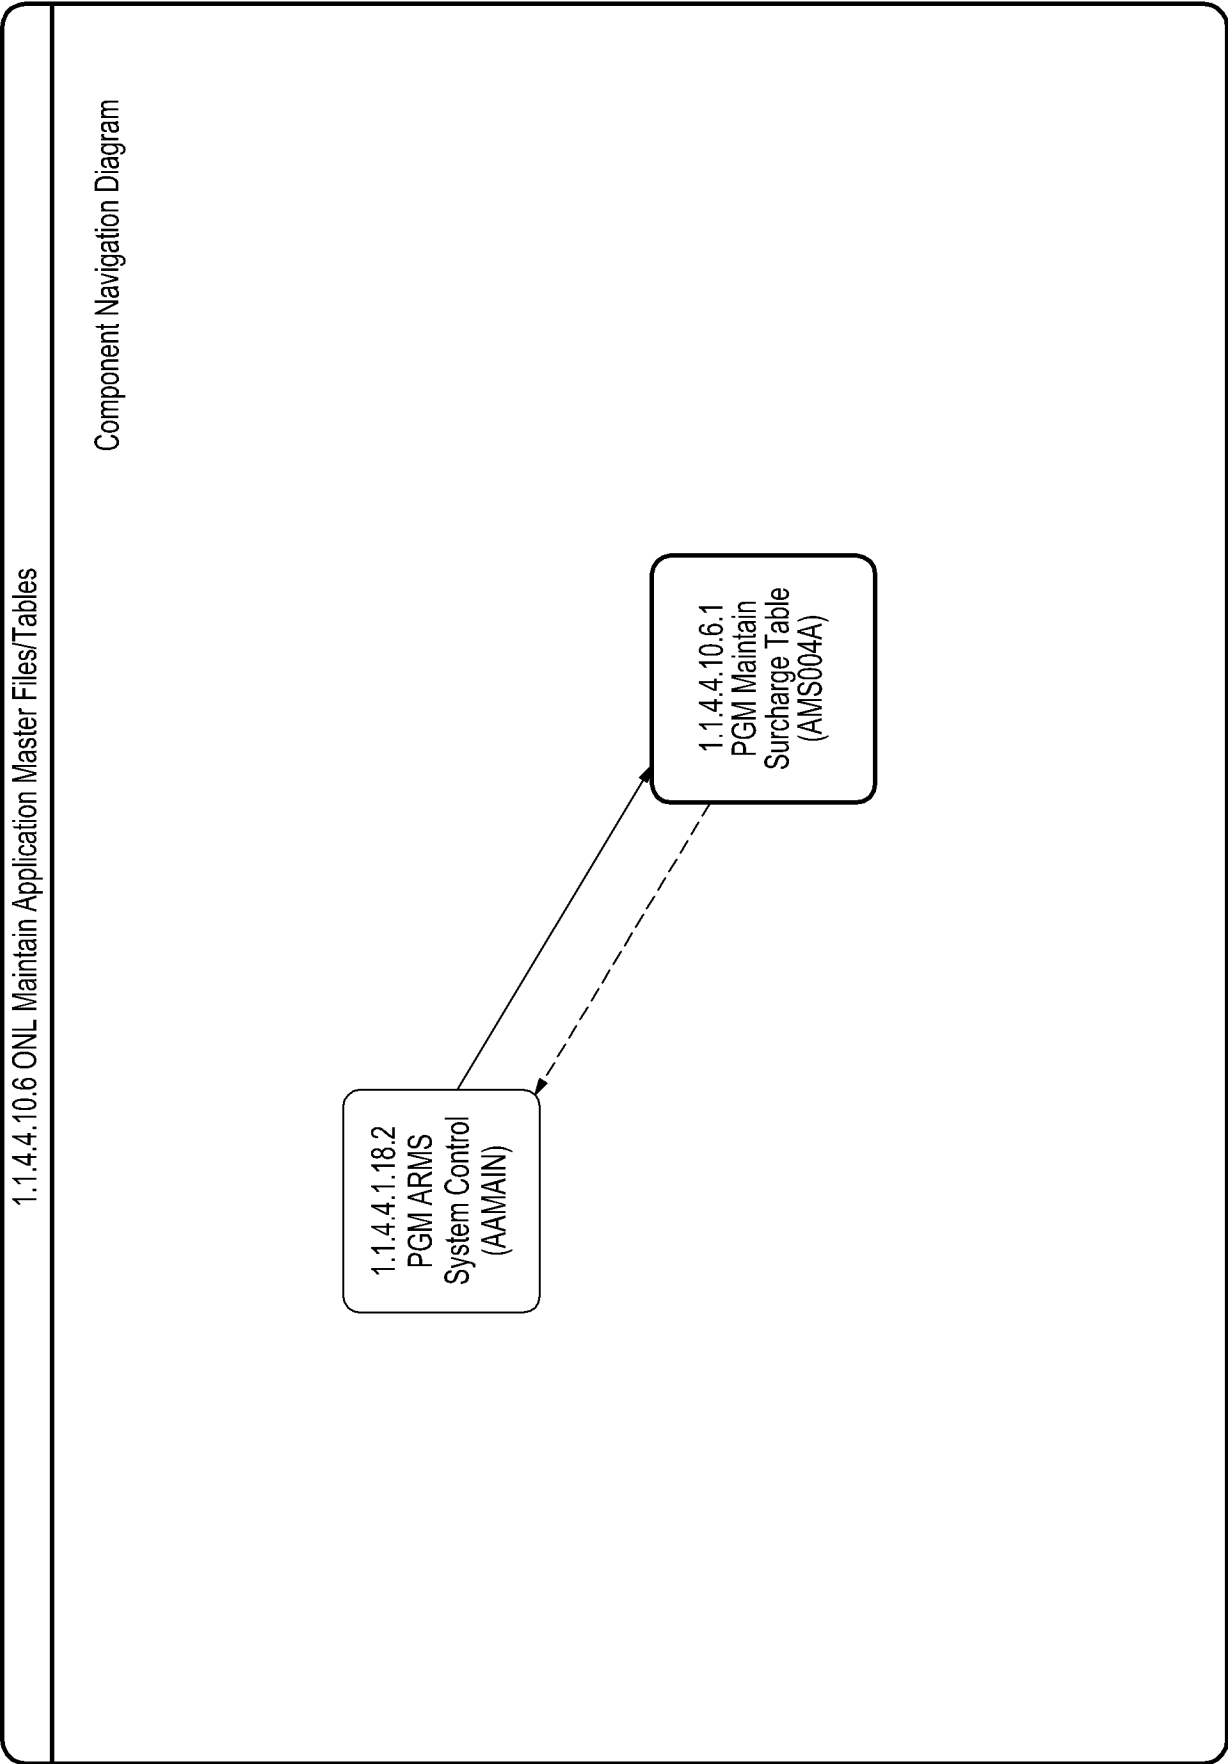 1.1.4.4.10.6 ONL Maintain Application Master Files/Tables
Component Navigation Diagram
1.1.4.4.1.18.2
PGM ARMS
System Control
(AAMAIN)
1.1.4.4.10.6.1
PGM Maintain
Surcharge Table
(AMS004A)